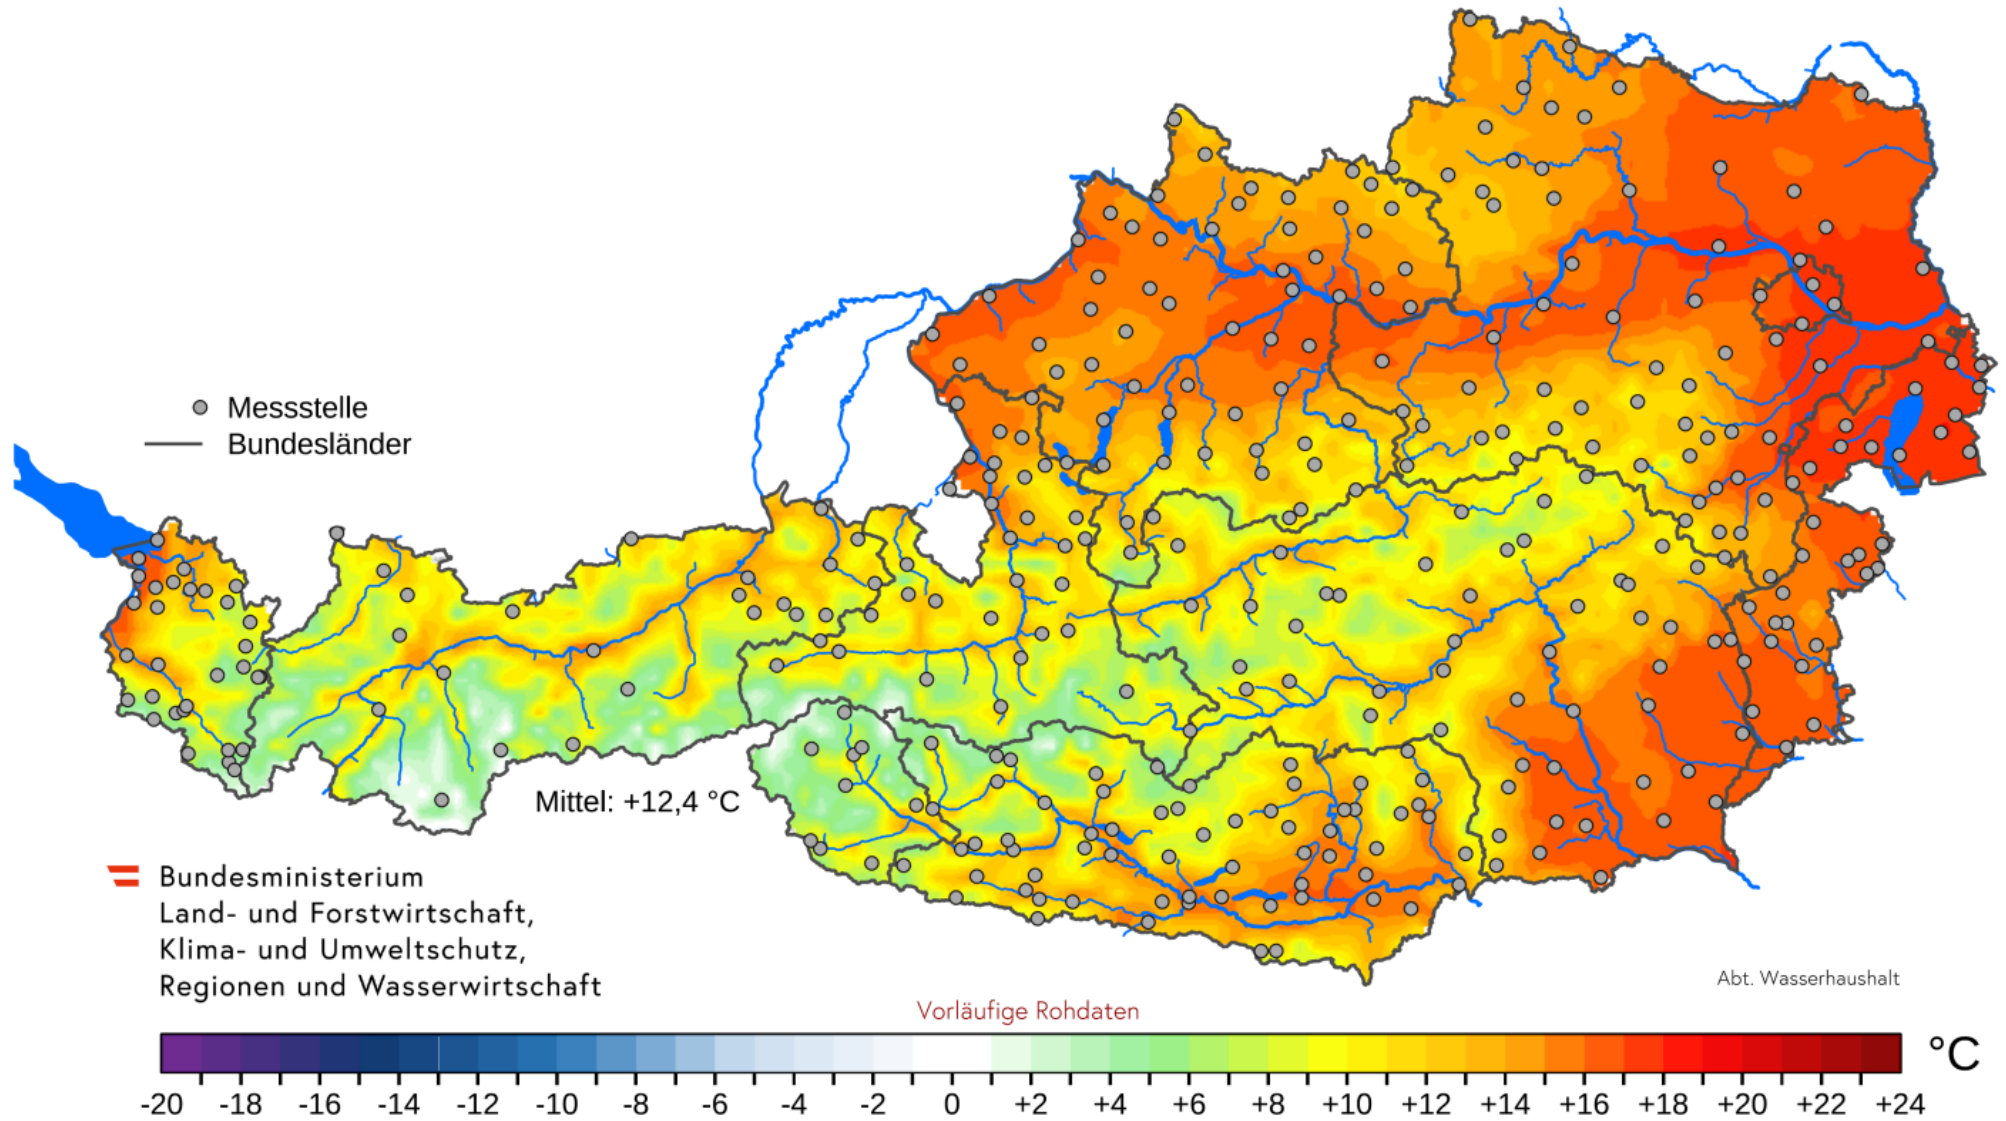 Messstelle
Bundesländer
Mittel: +12,4 °C
Bundesministerium
Land- und Forstwirtschaft,
Klima- und Umweltschutz,
Regionen und Wasserwirtschaft
Abt. Wasserhaushalt
Vorläufige Rohdaten
°C
-20 -18 -16 -14 -12 -10 -8 -6 -4 -2 0 +2 +4 +6 +8 +10 +12 +14 +16 +18 +20 +22 +24